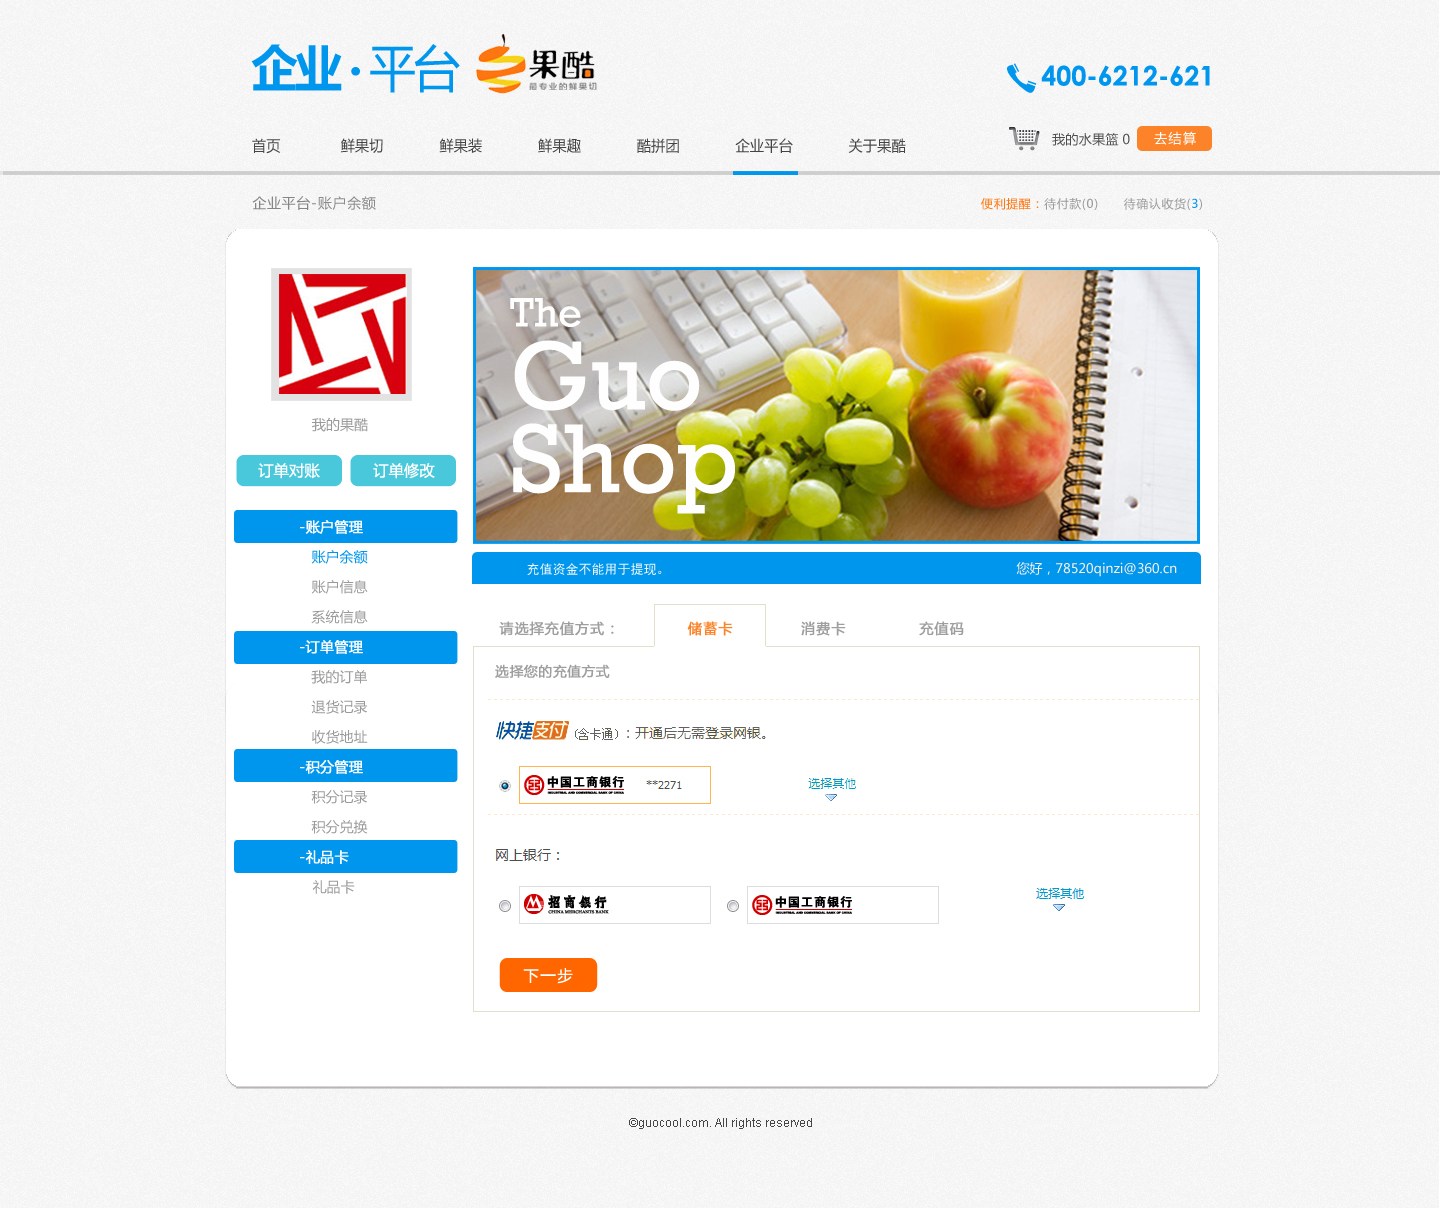 企业·平台
果酷
最专业的鲜果切
400-6212-621
首页 鲜果切 鲜果装 鲜果趣 酷拼团 企业平台 关于果酷
我的水果篮 0 去结算
企业平台-账户余额
便利提醒：待付款(0) 待确认收货(3)
The
Guo
Shop
我的果酷
订单对账 订单修改
-账户管理
账户余额
账户信息
系统信息
-订单管理
我的订单
退货记录
收货地址
-积分管理
积分记录
积分兑换
-礼品卡
礼品卡
充值资金不能用于提现。 您好，78520qinzi@360.cn
请选择充值方式： 储蓄卡 消费卡 充值码
选择您的充值方式
快捷支付 (含卡通)：开通后无需登录网银。
中国工商银行 **2271 选择其他
INDUSTRIAL AND COMMERCIAL BANK OF CHINA
网上银行：
招商银行 中国工商银行 选择其他
CHINA MERCHANTS BANK INDUSTRIAL AND COMMERCIAL BANK OF CHINA
下一步
©guocool.com. All rights reserved